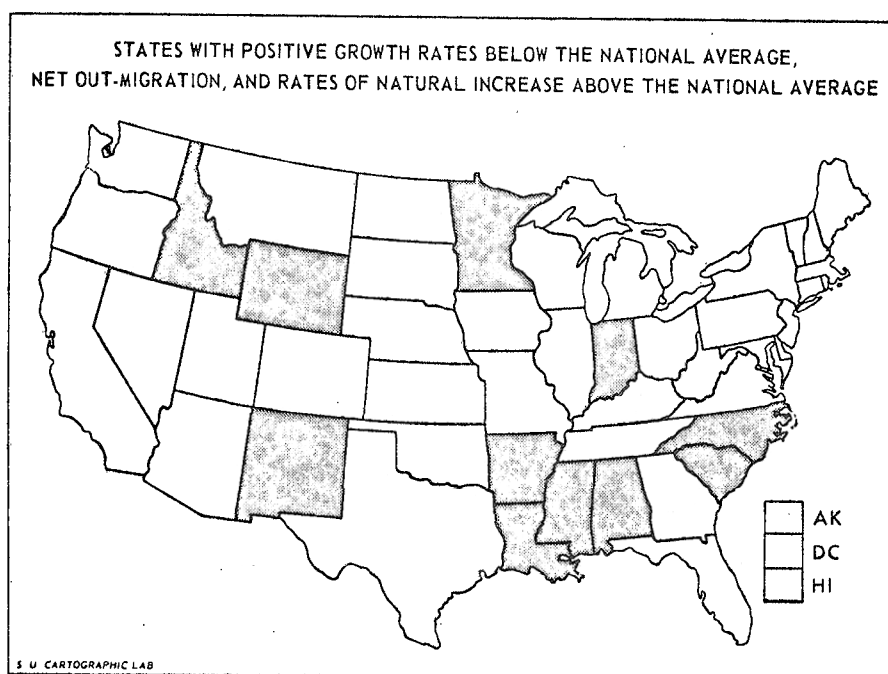 STATES WITH POSITIVE GROWTH RATES BELOW THE NATIONAL AVERAGE,
NET OUT-MIGRATION, AND RATES OF NATURAL INCREASE ABOVE THE NATIONAL AVERAGE
AK
DC
HI
S U CARTOGRAPHIC LAB